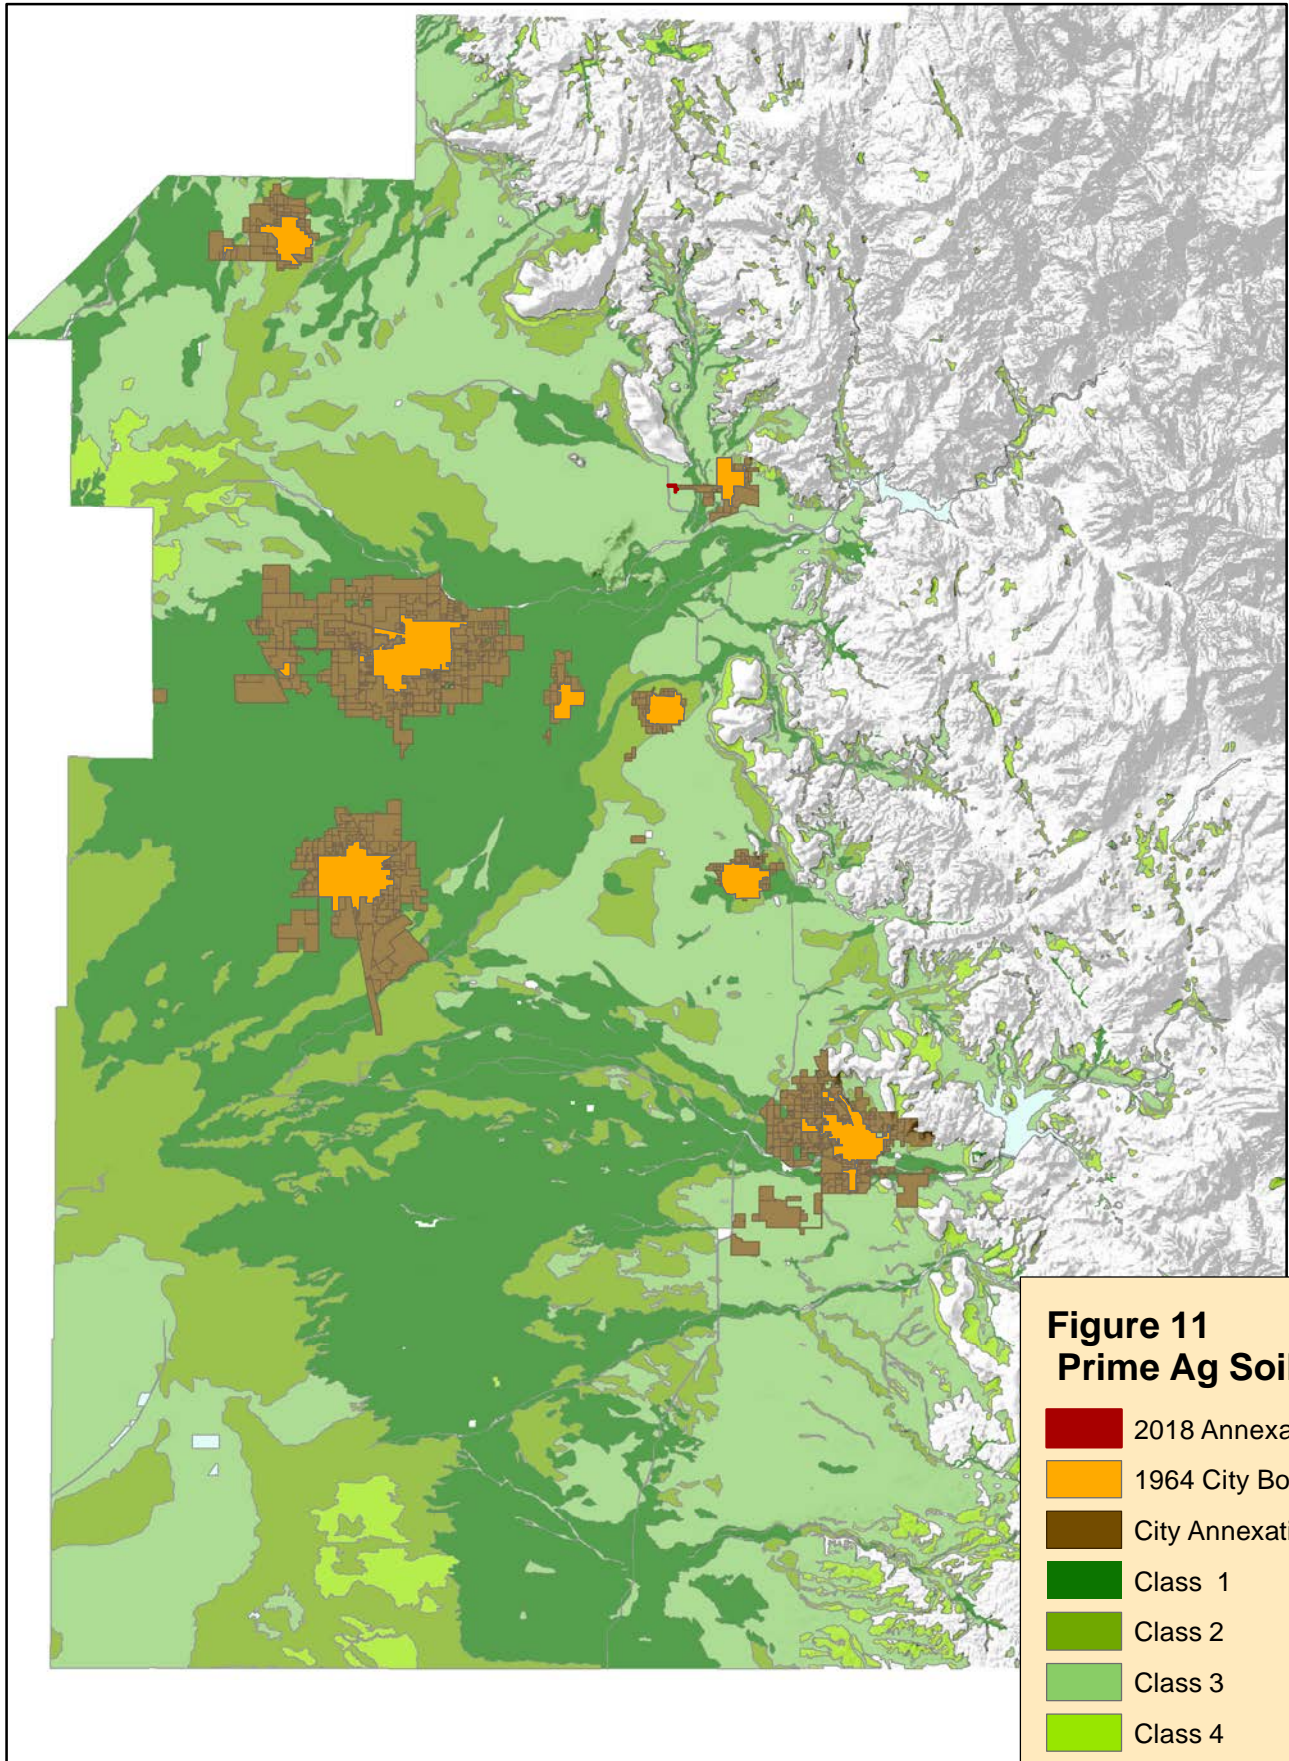 Figure 11
Prime Ag Soil
2018 Annexa
1964 City Bo
City Annexati
Class 1
Class 2
Class 3
Class 4